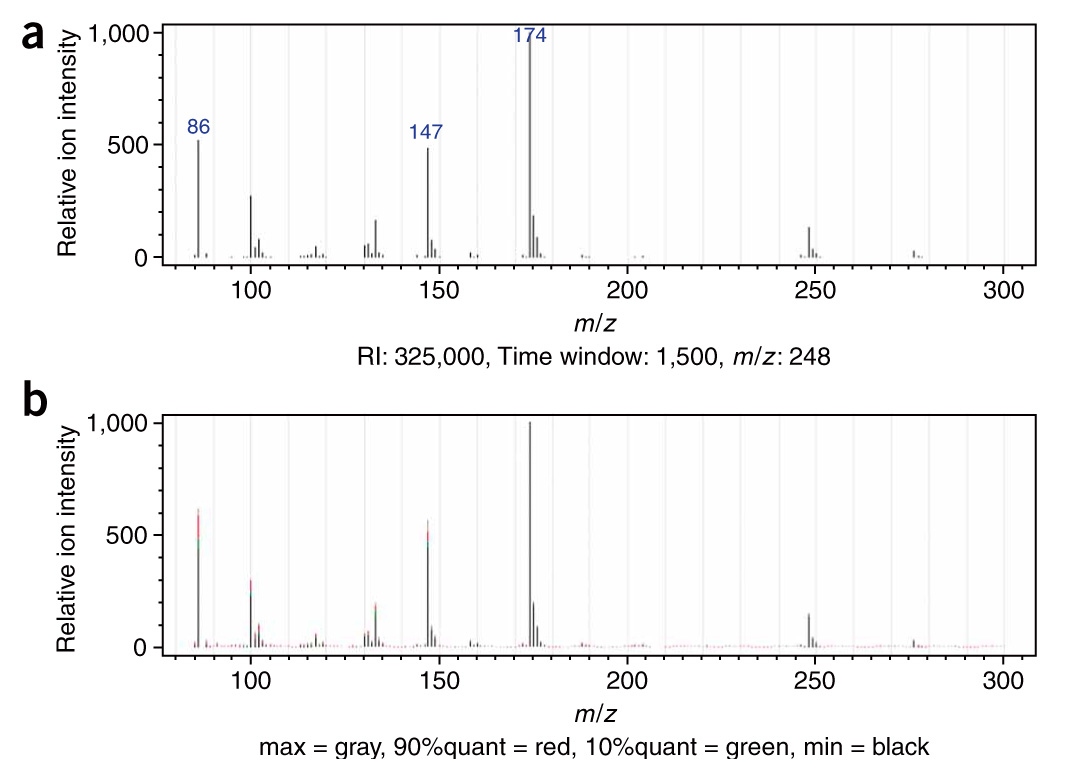 a
Relative ion intensity
1,000
500
0
174
86
147
100 150 200 250 300
m/z
RI: 325,000, Time window: 1,500, m/z: 248
b
Relative ion intensity
1,000
500
0
100 150 200 250 300
m/z
max = gray, 90%quant = red, 10%quant = green, min = black